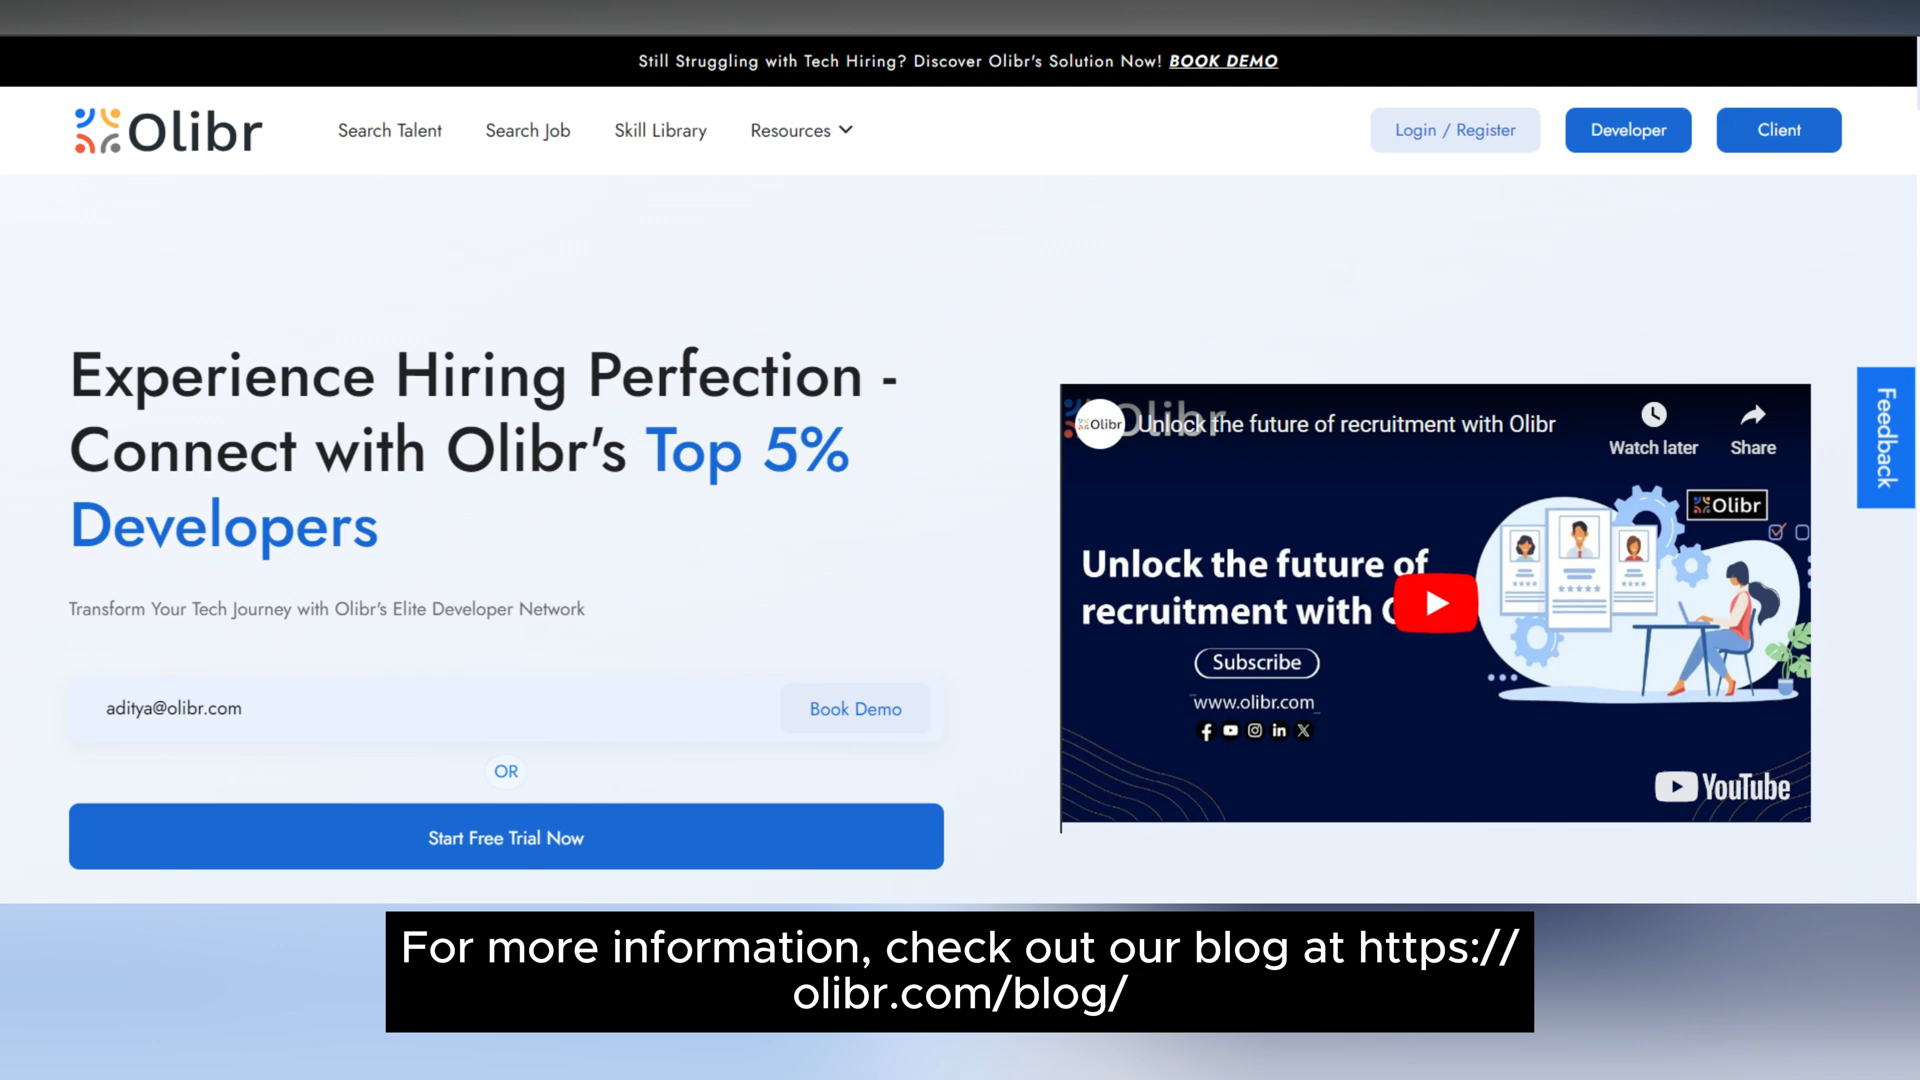 Still Struggling with Tech Hiring? Discover Olibr's Solution Now! BOOK DEMO
Olibr
Search Talent
Search Job
Skill Library
Resources
Login / Register
Developer
Client
Experience Hiring Perfection -
Connect with Olibr's Top 5%
Developers
Transform Your Tech Journey with Olibr's Elite Developer Network
aditya@olibr.com
Book Demo
OR
Start Free Trial Now
Olibr
Olibr
Unlock the future of recruitment with Olibr
Watch later
Share
Olibr
Unlock the future of
recruitment with
Subscribe
www.olibr.com
YouTube
Feedback
For more information, check out our blog at https://
olibr.com/blog/